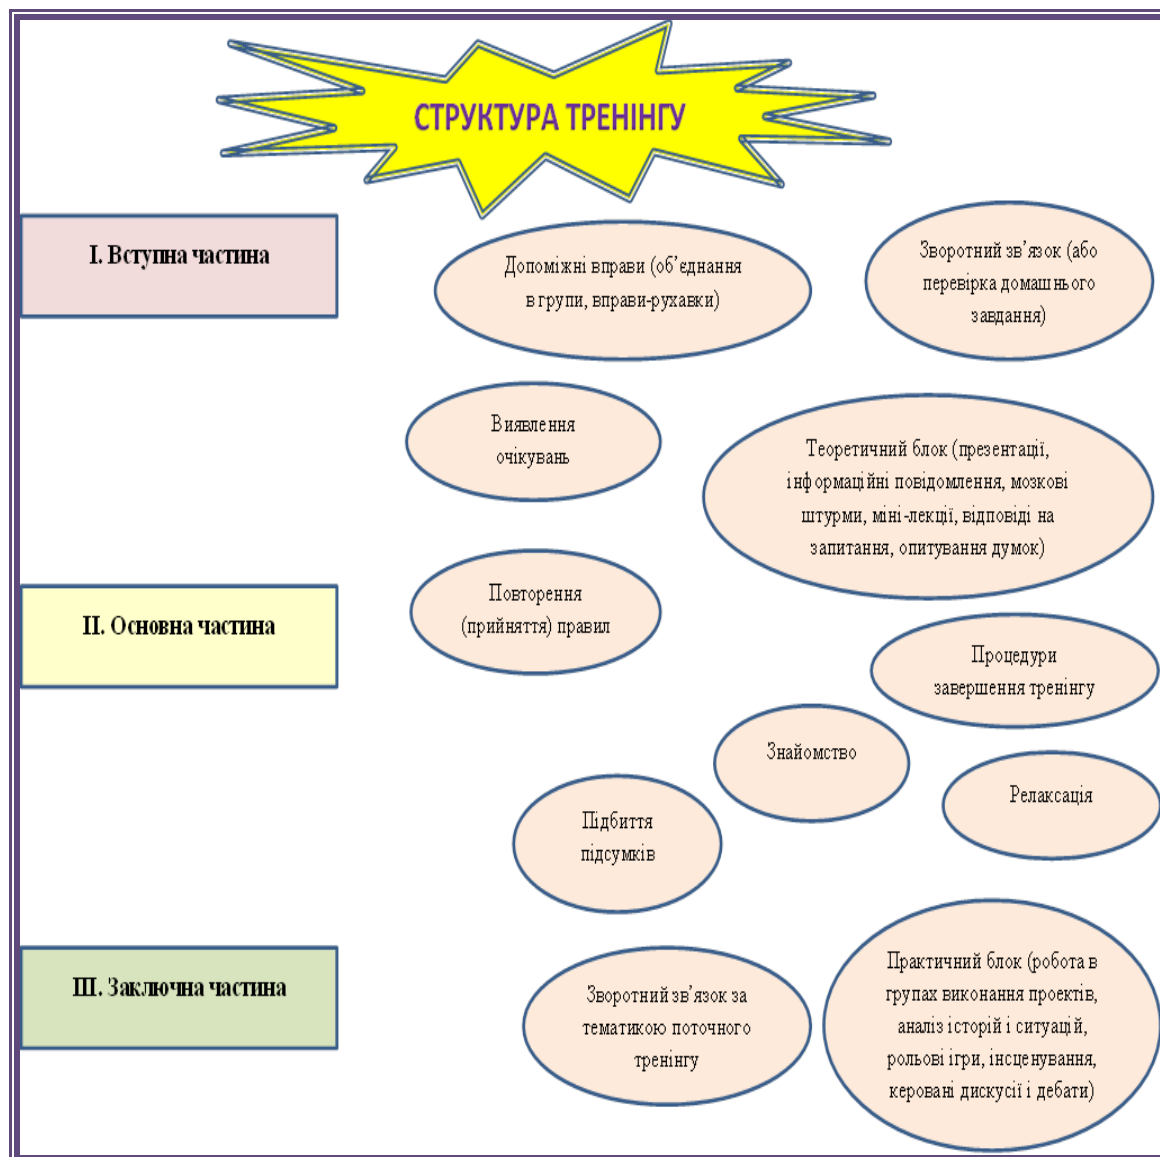 СТРУКТУРА ТРЕНІНГУ
І. Вступна частина
Допоміжні вправи (об’єднання
в групи, вправи-рухавки)
Зворотний зв’язок (або
перевірка домашнього
завдання)
Виявлення
очікувань
Теоретичний блок (презентації,
інформаційні повідомлення, мозкові
штурми, міні-лекції, відповіді на
запитання, опитування думок)
ІІ. Основна частина
Повторення
(прийняття) правил
Процедури
завершення тренінгу
Знайомство
Релаксація
Підбиття
підсумків
ІІІ. Заключна частина
Зворотний зв’язок за
тематикою поточного
тренінгу
Практичний блок (робота в
групах виконання проектів,
аналіз історій і ситуацій,
рольові ігри, інсценування,
керовані дискусії і дебати)